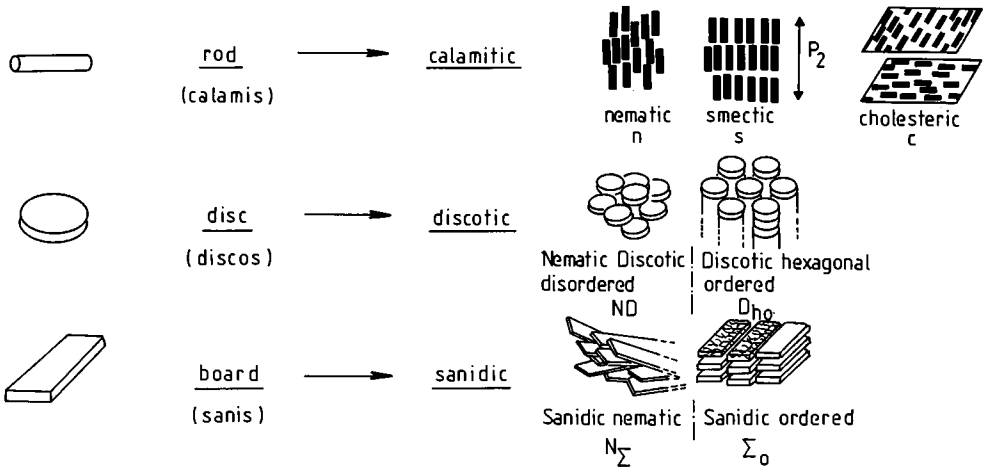 rod
(calamis)
calamitic
nematic
n
smectic
s
P₂
cholesteric
c
disc
(discos)
discotic
Nematic Discotic
disordered
ND
Discotic hexagonal
ordered
Dho
board
(sanis)
sanidic
Sanidic nematic
NΣ
Sanidic ordered
Σo